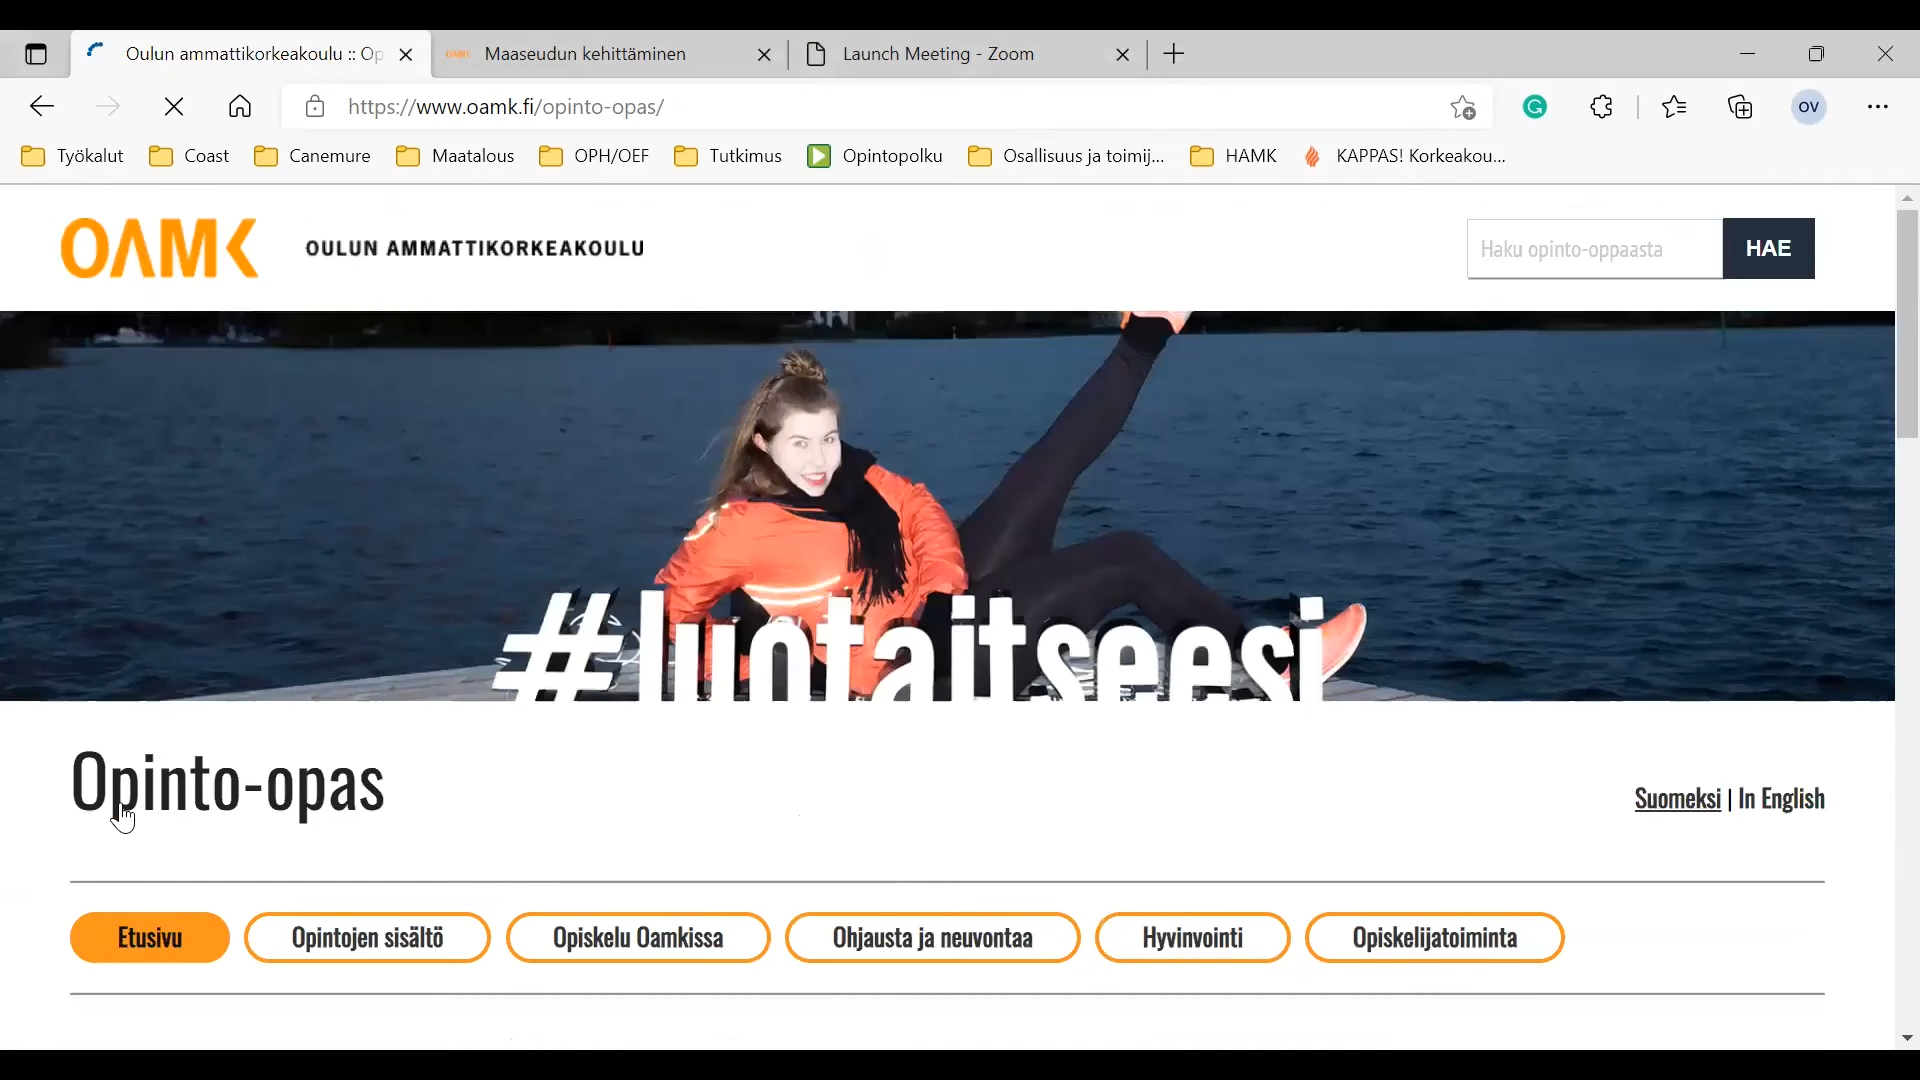 Oulun ammattikorkeakoulu :: Op
OAMK
Maaseudun kehittäminen
Launch Meeting - Zoom
https://www.oamk.fi/opinto-opas/
OV
Työkalut
Coast
Canemure
Maatalous
OPH/OEF
Tutkimus
Opintopolku
Osallisuus ja toimij...
HAMK
KAPPAS! Korkeakou...
OAMK
OULUN AMMATTIKORKEAKOULU
Haku opinto-oppaasta
HAE
#luotaitseesi
Opinto-opas
Suomeksi | In English
Etusivu
Opintojen sisältö
Opiskelu Oamkissa
Ohjausta ja neuvontaa
Hyvinvointi
Opiskelijatoiminta